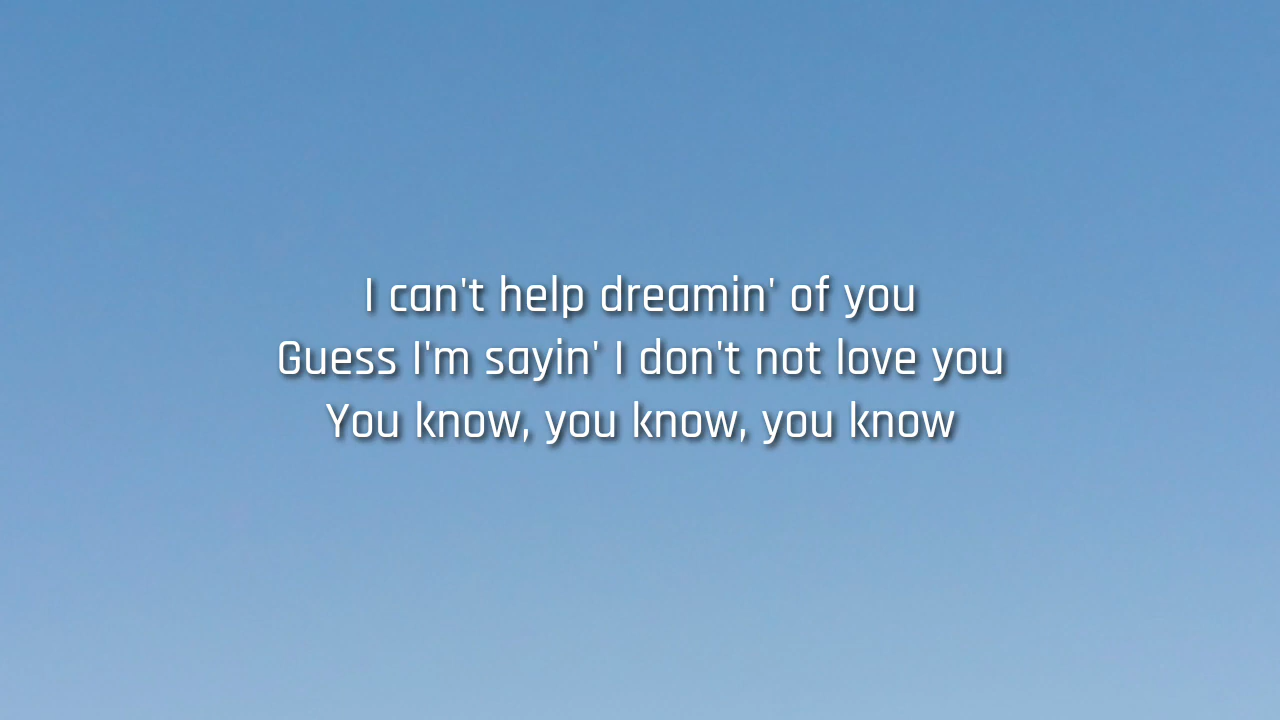 I can't help dreamin' of you
Guess I'm sayin' I don't not love you
You know, you know, you know